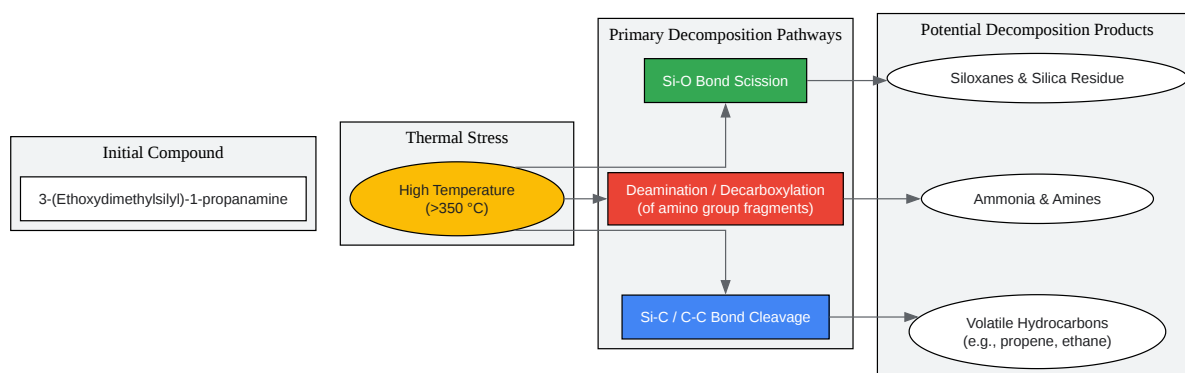 Initial Compound
3-(Ethoxydimethylsilyl)-1-propanamine
Thermal Stress
High Temperature
(>350 °C)
Primary Decomposition Pathways
Si-O Bond Scission
Deamination / Decarboxylation
(of amino group fragments)
Si-C / C-C Bond Cleavage
Potential Decomposition Products
Siloxanes & Silica Residue
Ammonia & Amines
Volatile Hydrocarbons
(e.g., propene, ethane)